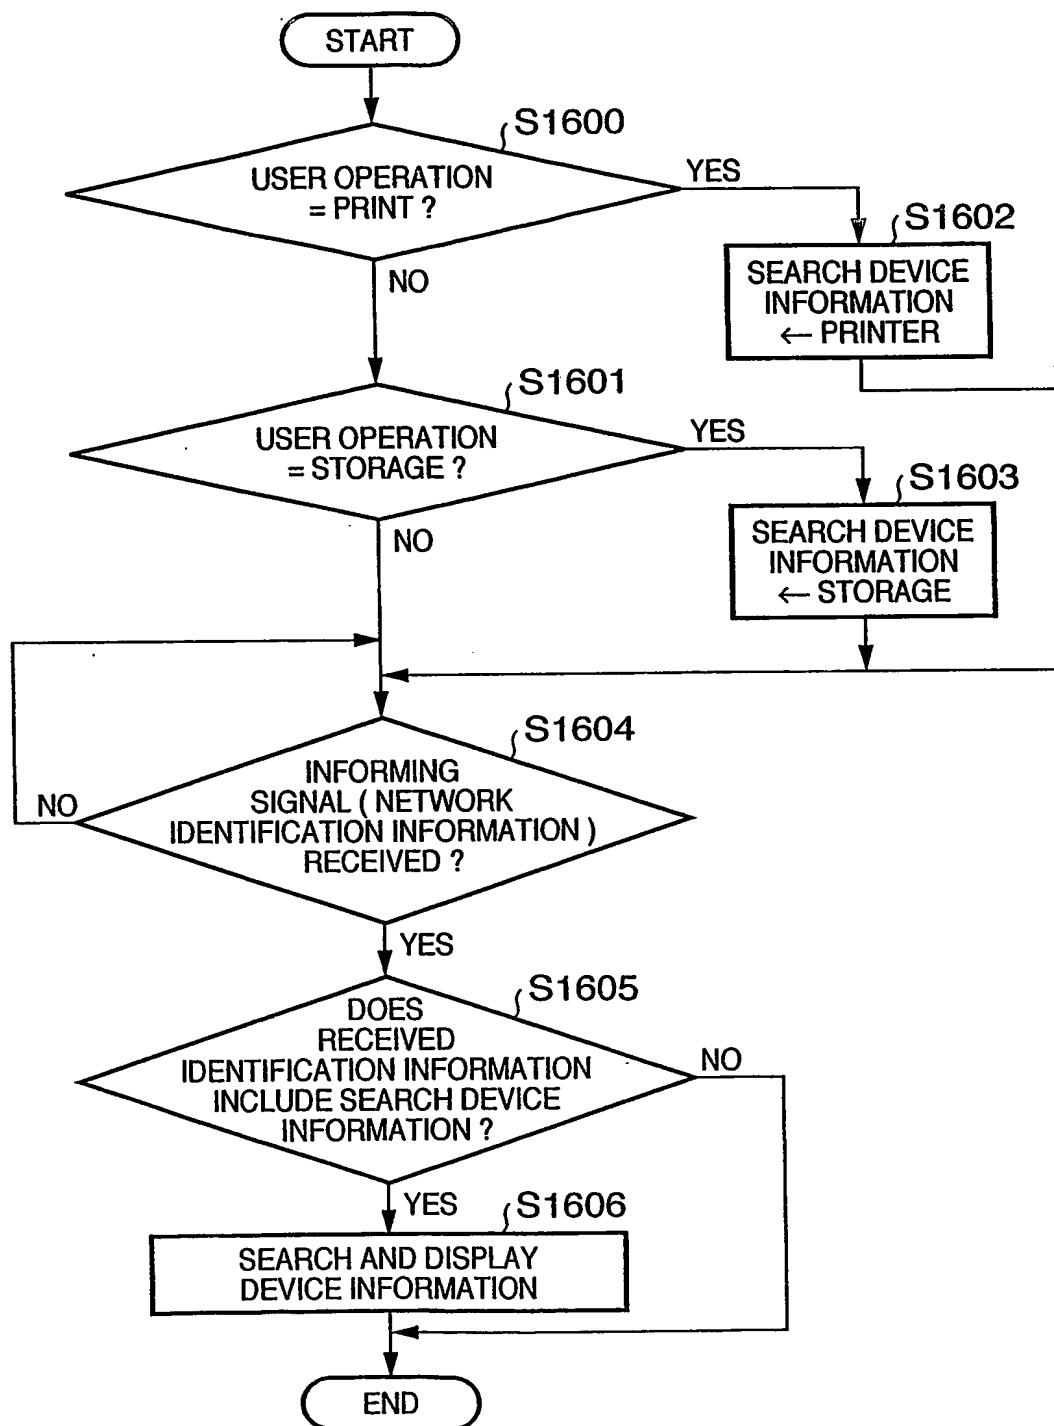 START
S1600
USER OPERATION
= PRINT ?
YES
NO
S1602
SEARCH DEVICE
INFORMATION
← PRINTER
S1601
USER OPERATION
= STORAGE ?
YES
NO
S1603
SEARCH DEVICE
INFORMATION
← STORAGE
S1604
INFORMING
SIGNAL ( NETWORK
IDENTIFICATION INFORMATION )
RECEIVED ?
NO
YES
S1605
DOES
RECEIVED
IDENTIFICATION INFORMATION
INCLUDE SEARCH DEVICE
INFORMATION ?
NO
YES
S1606
SEARCH AND DISPLAY
DEVICE INFORMATION
END